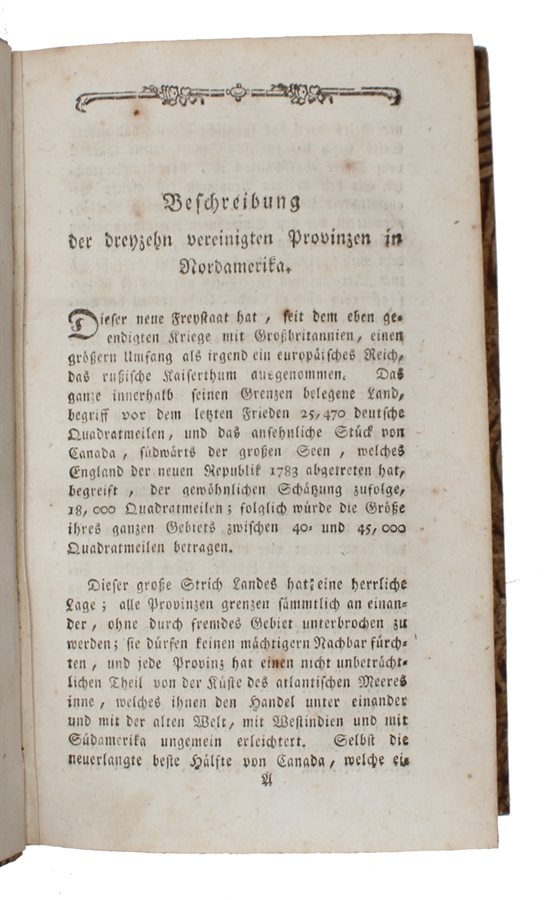 Beschreibung
der dreyzehn vereinigten Provinzen in
Nordamerika.
Dieser neue Freystaat hat, seit dem eben ge-
endigten Kriege mit Großbritannien, einen
größern Umfang als irgend ein europäisches Reich,
das rußische Kaiserthum ausgenommen. Das
ganze innerhalb seinen Grenzen belegene Land,
begriff vor dem letzten Frieden 25,470 deutsche
Quadratmeilen, und das ansehnliche Stück von
Canada, südwärts der großen Seen, welches
England der neuen Republik 1783 abgetreten hat,
begreift, der gewöhnlichen Schätzung zufolge,
18,000 Quadratmeilen; folglich würde die Größe
ihres ganzen Gebiets zwischen 40- und 45,000
Quadratmeilen betragen.
Dieser große Strich Landes hat eine herrliche
Lage; alle Provinzen grenzen sämmtlich an einan-
der, ohne durch fremdes Gebiet unterbrochen zu
werden; sie dürfen keinen mächtigern Nachbar fürch-
ten, und jede Provinz hat einen nicht unbeträcht-
lichen Theil von der Küste des atlantischen Meeres
inne, welches ihnen den Handel unter einander
und mit der alten Welt, mit Westindien und mit
Südamerika ungemein erleichtert. Selbst die
neuerlangte beste Hälfte von Canada, welche ei-
A